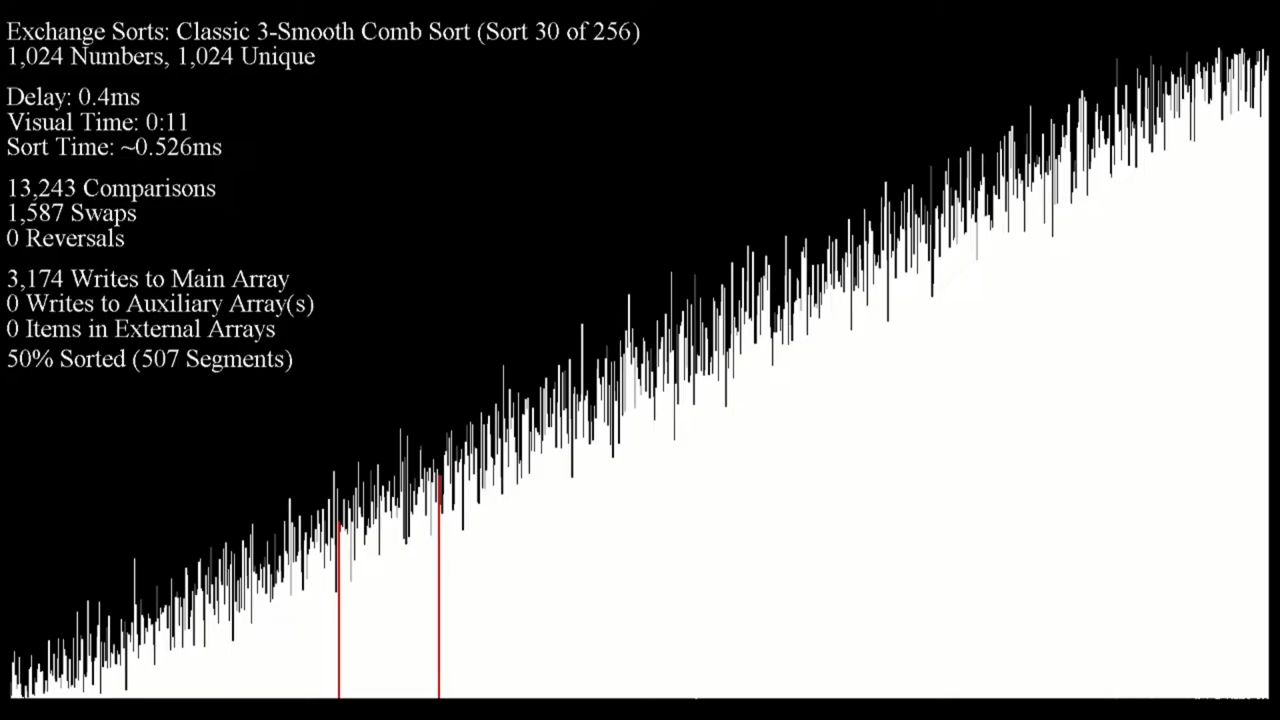 Exchange Sorts: Classic 3-Smooth Comb Sort (Sort 30 of 256)
1,024 Numbers, 1,024 Unique
Delay: 0.4ms
Visual Time: 0:11
Sort Time: ~0.526ms
13,243 Comparisons
1,587 Swaps
0 Reversals
3,174 Writes to Main Array
0 Writes to Auxiliary Array(s)
0 Items in External Arrays
50% Sorted (507 Segments)